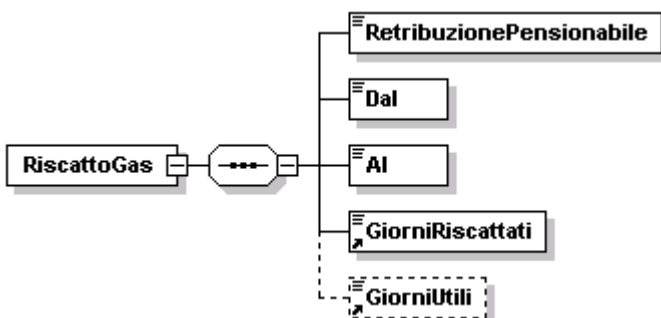 RetribuzionePensionabile
Dal
RiscattoGas
Al
GiorniRiscattati
GiorniUtili